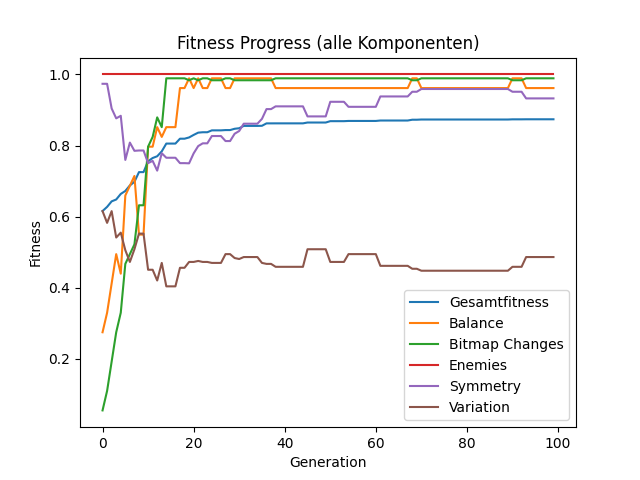 Fitness Progress (alle Komponenten)
1.0
0.8
0.6
0.4
0.2
Fitness
0 20 40 60 80 100
Generation
Gesamtfitness
Balance
Bitmap Changes
Enemies
Symmetry
Variation